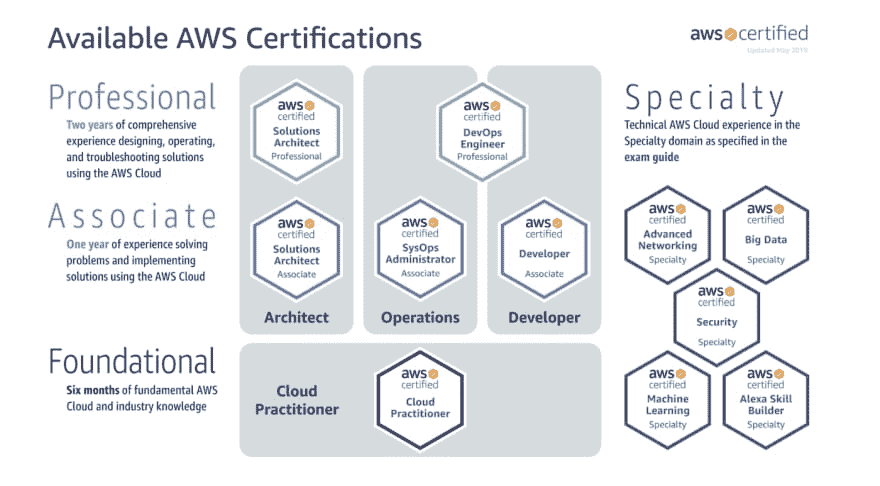 Available AWS Certifications
aws certified
Updated May 2019
Professional
Two years of comprehensive
experience designing, operating,
and troubleshooting solutions
using the AWS Cloud
aws
certified
Solutions
Architect
Professional
aws
certified
DevOps
Engineer
Professional
Specialty
Technical AWS Cloud experience in the
Specialty domain as specified in the
exam guide
Associate
One year of experience solving
problems and implementing
solutions using the AWS Cloud
aws
certified
Solutions
Architect
Associate
aws
certified
SysOps
Administrator
Associate
aws
certified
Developer
Associate
Architect
Operations
Developer
aws
certified
Advanced
Networking
Specialty
aws
certified
Big Data
Specialty
aws
certified
Security
Specialty
Foundational
Six months of fundamental AWS
Cloud and industry knowledge
Cloud
Practitioner
aws
certified
Cloud
Practitioner
aws
certified
Machine
Learning
Specialty
aws
certified
Alexa Skill
Builder
Specialty